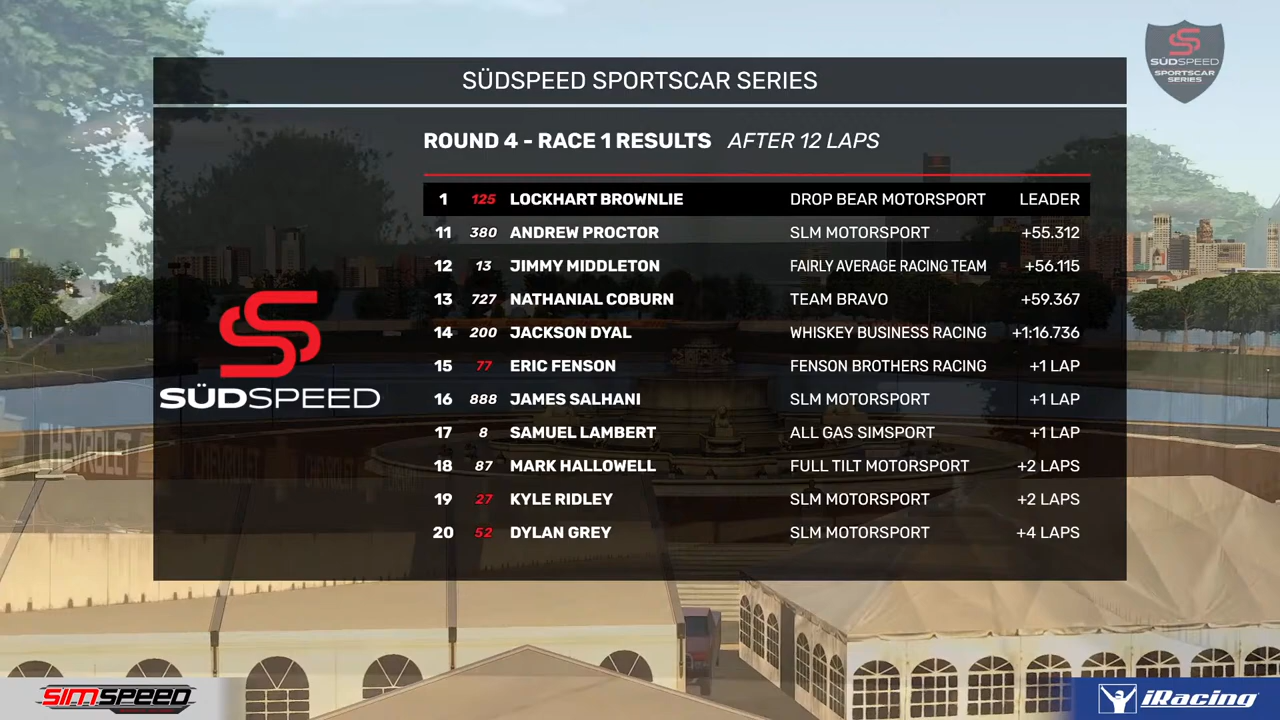 SÜDSPEED SPORTSCAR SERIES
SÜDSPEED
SPORTSCAR
SERIES
ROUND 4 - RACE 1 RESULTS AFTER 12 LAPS
1 125 LOCKHART BROWNLIE DROP BEAR MOTORSPORT LEADER
11 380 ANDREW PROCTOR SLM MOTORSPORT +55.312
12 13 JIMMY MIDDLETON FAIRLY AVERAGE RACING TEAM +56.115
13 727 NATHANIAL COBURN TEAM BRAVO +59.367
14 200 JACKSON DYAL WHISKEY BUSINESS RACING +1:16.736
15 77 ERIC FENSON FENSON BROTHERS RACING +1 LAP
16 888 JAMES SALHANI SLM MOTORSPORT +1 LAP
17 8 SAMUEL LAMBERT ALL GAS SIMSPORT +1 LAP
18 87 MARK HALLOWELL FULL TILT MOTORSPORT +2 LAPS
19 27 KYLE RIDLEY SLM MOTORSPORT +2 LAPS
20 52 DYLAN GREY SLM MOTORSPORT +4 LAPS
SÜDSPEED
CHEVROLET CHEVROLET CHEVROLET
SIMSPEED
iRacing